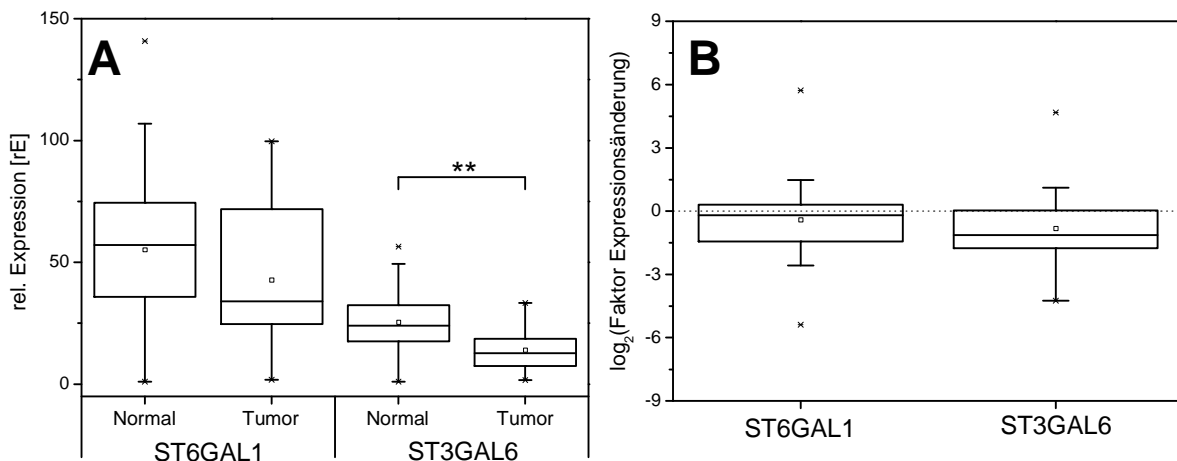 A
rel. Expression [rE]
150
100
50
0
**
Normal
Tumor
Normal
Tumor
ST6GAL1
ST3GAL6
B
log₂(Faktor Expressionsänderung)
9
6
3
0
-3
-6
-9
ST6GAL1
ST3GAL6